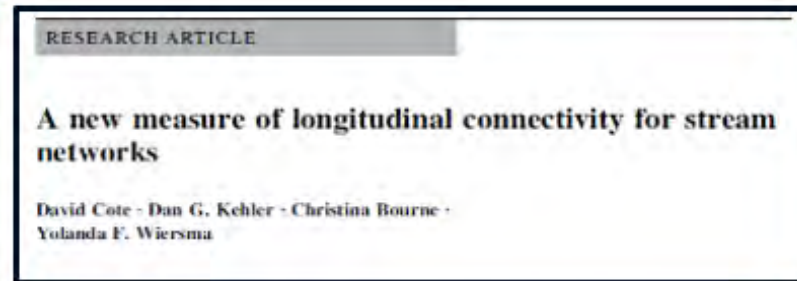 RESEARCH ARTICLE
A new measure of longitudinal connectivity for stream
networks
David Cote · Dan G. Kehler · Christina Bourne ·
Yolanda F. Wiersma